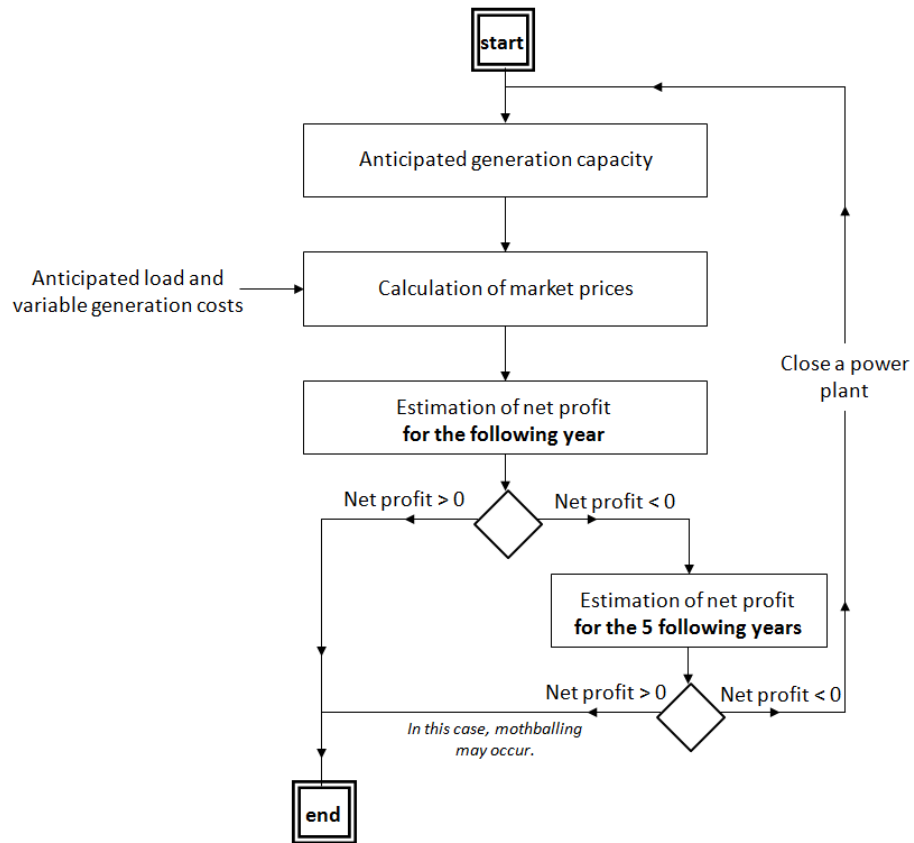 start
Anticipated generation capacity
Anticipated load and
variable generation costs
Calculation of market prices
Estimation of net profit
for the following year
Close a power
plant
Net profit > 0
Net profit < 0
Estimation of net profit
for the 5 following years
Net profit > 0
Net profit < 0
In this case, mothballing
may occur.
end